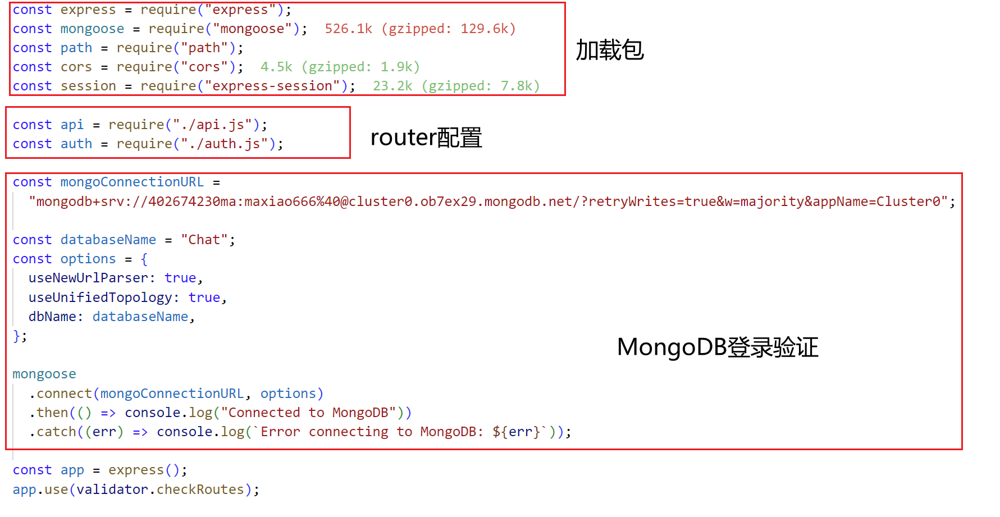 const express = require("express");
const mongoose = require("mongoose");  526.1k (gzipped: 129.6k)
const path = require("path");
const cors = require("cors");  4.5k (gzipped: 1.9k)
const session = require("express-session");  23.2k (gzipped: 7.8k)
加载包
const api = require("./api.js");
const auth = require("./auth.js");
router配置
const mongoConnectionURL =
"mongodb+srv://402674230ma:maxiao666%40@cluster0.ob7ex29.mongodb.net/?retryWrites=true&w=majority&appName=Cluster0";
const databaseName = "Chat";
const options = {
useNewUrlParser: true,
useUnifiedTopology: true,
dbName: databaseName,
};
MongoDB登录验证
mongoose
.connect(mongoConnectionURL, options)
.then(() => console.log("Connected to MongoDB"))
.catch((err) => console.log(`Error connecting to MongoDB: ${err}`));
const app = express();
app.use(validator.checkRoutes);